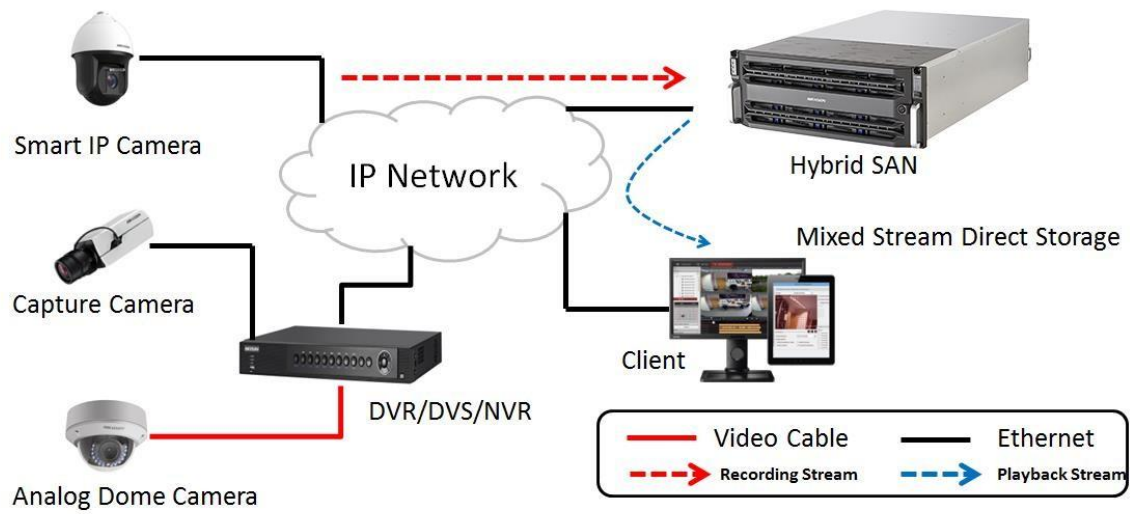 Smart IP Camera
IP Network
Hybrid SAN
Mixed Stream Direct Storage
Capture Camera
Client
DVR/DVS/NVR
Analog Dome Camera
Video Cable
Ethernet
Recording Stream
Playback Stream